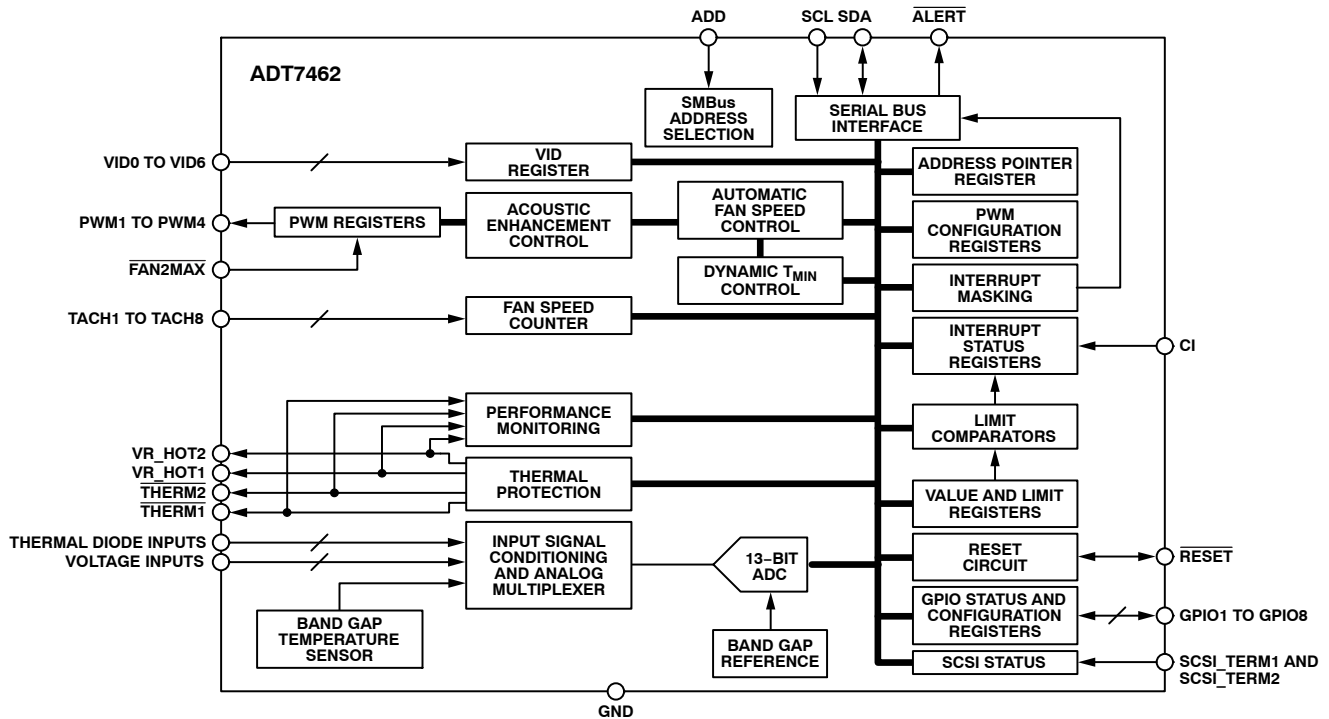 ADD
SCL SDA
ALERT
ADT7462
SMBus
ADDRESS
SELECTION
SERIAL BUS
INTERFACE
VID0 TO VID6
VID
REGISTER
ADDRESS POINTER
REGISTER
PWM1 TO PWM4
PWM REGISTERS
ACOUSTIC
ENHANCEMENT
CONTROL
AUTOMATIC
FAN SPEED
CONTROL
PWM
CONFIGURATION
REGISTERS
FAN2MAX
DYNAMIC TMIN
CONTROL
INTERRUPT
MASKING
TACH1 TO TACH8
FAN SPEED
COUNTER
INTERRUPT
STATUS
REGISTERS
CI
PERFORMANCE
MONITORING
LIMIT
COMPARATORS
VR_HOT2
VR_HOT1
THERM2
THERM1
THERMAL
PROTECTION
VALUE AND LIMIT
REGISTERS
THERMAL DIODE INPUTS
VOLTAGE INPUTS
INPUT SIGNAL
CONDITIONING
AND ANALOG
MULTIPLEXER
13–BIT
ADC
RESET
CIRCUIT
RESET
GPIO STATUS AND
CONFIGURATION
REGISTERS
GPIO1 TO GPIO8
BAND GAP
TEMPERATURE
SENSOR
BAND GAP
REFERENCE
SCSI STATUS
SCSI_TERM1 AND
SCSI_TERM2
GND